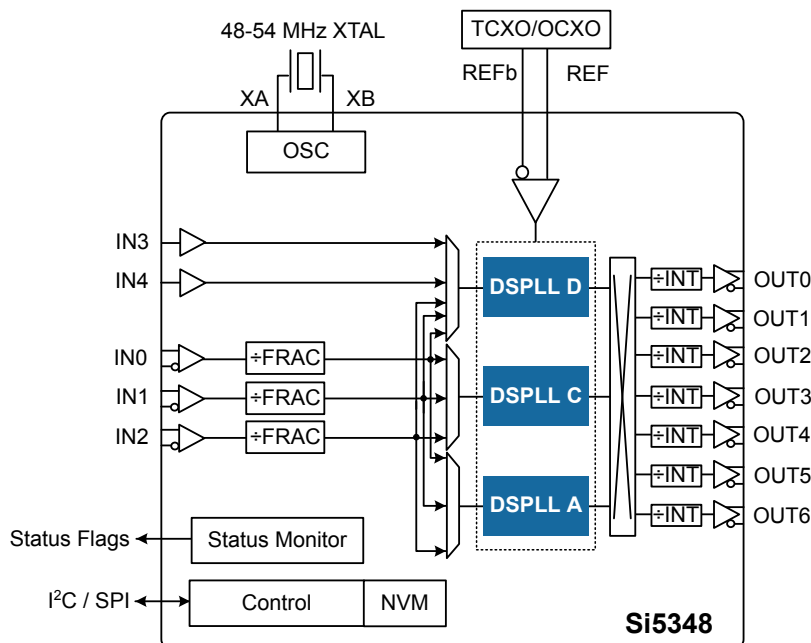 48-54 MHz XTAL
TCXO/OCXO
REFb
REF
XA
XB
OSC
IN3
IN4
IN0
÷FRAC
IN1
÷FRAC
IN2
÷FRAC
DSPLL D
DSPLL C
DSPLL A
÷INT
OUT0
÷INT
OUT1
÷INT
OUT2
÷INT
OUT3
÷INT
OUT4
÷INT
OUT5
÷INT
OUT6
Status Flags
Status Monitor
I²C / SPI
Control
NVM
Si5348